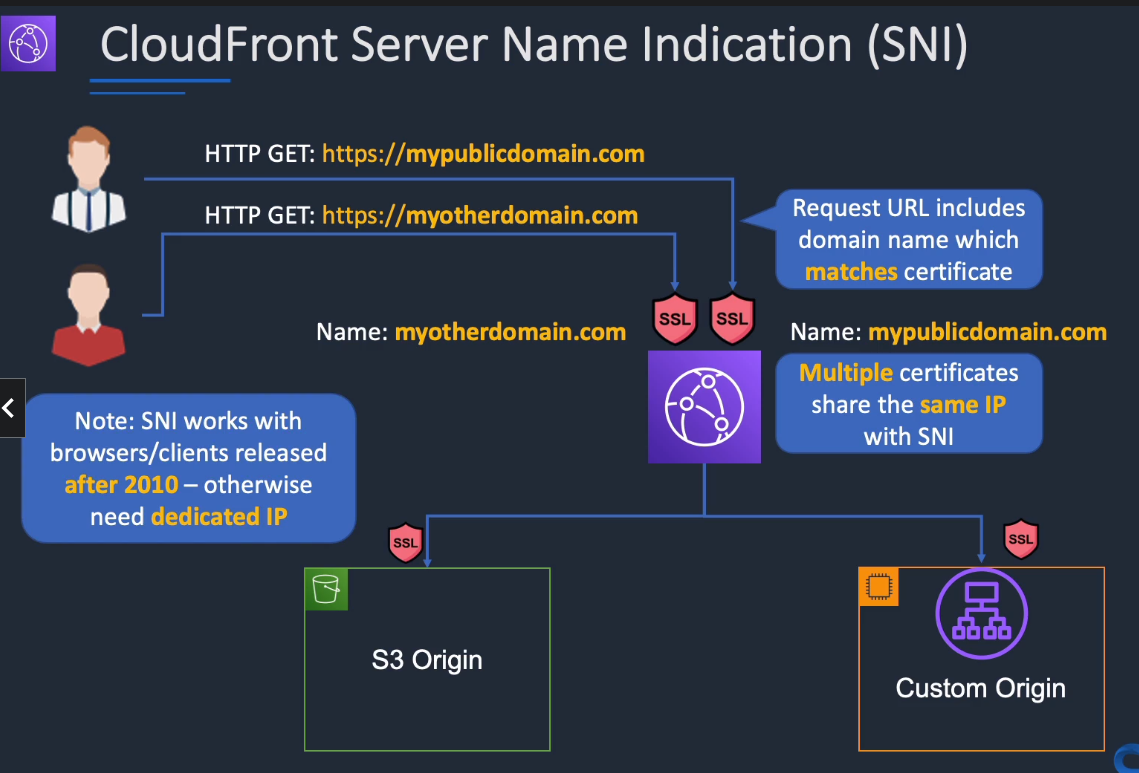 CloudFront Server Name Indication (SNI)
HTTP GET: https://mypublicdomain.com
HTTP GET: https://myotherdomain.com
Request URL includes
domain name which
matches certificate
SSL
SSL
Name: myotherdomain.com
Name: mypublicdomain.com
Multiple certificates
share the same IP
with SNI
Note: SNI works with
browsers/clients released
after 2010 – otherwise
need dedicated IP
SSL
SSL
S3 Origin
Custom Origin